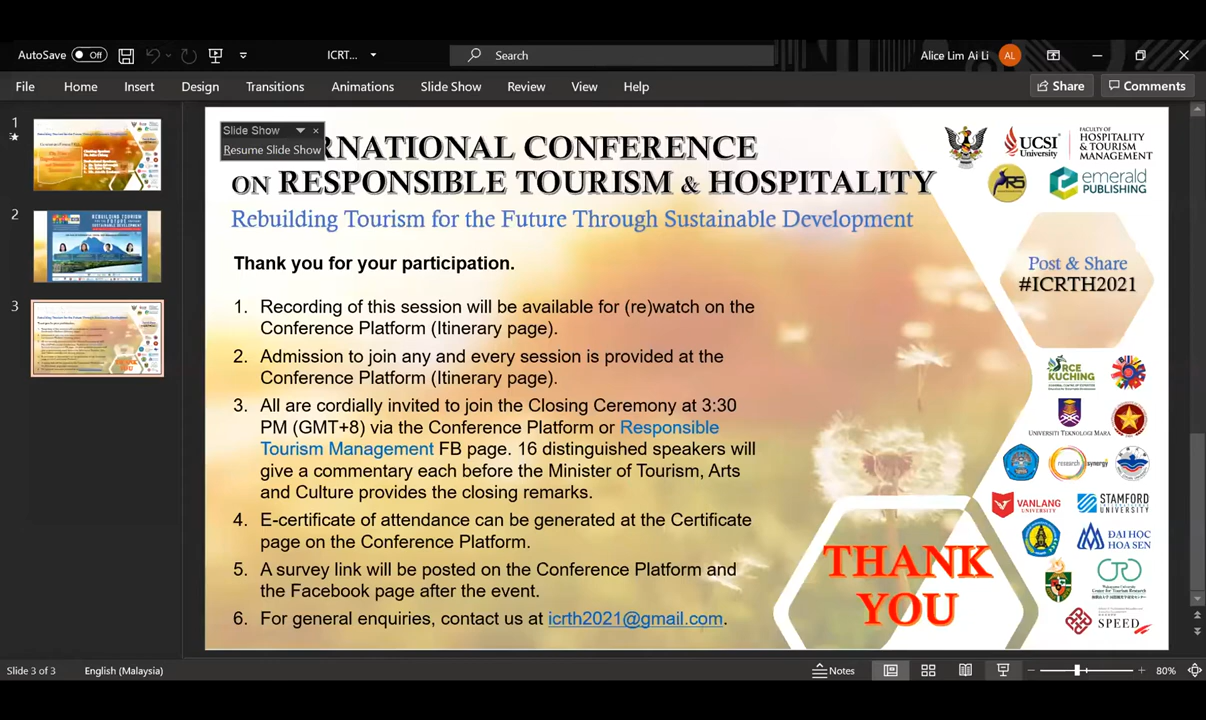 AutoSave Off ICRT... Search Alice Lim Ai Li AL
File Home Insert Design Transitions Animations Slide Show Review View Help Share Comments
1
2
3
Slide Show
Resume Slide Show
RNATIONAL CONFERENCE
ON RESPONSIBLE TOURISM & HOSPITALITY
Rebuilding Tourism for the Future Through Sustainable Development
Thank you for your participation.
1. Recording of this session will be available for (re)watch on the
Conference Platform (Itinerary page).
2. Admission to join any and every session is provided at the
Conference Platform (Itinerary page).
3. All are cordially invited to join the Closing Ceremony at 3:30
PM (GMT+8) via the Conference Platform or Responsible
Tourism Management FB page. 16 distinguished speakers will
give a commentary each before the Minister of Tourism, Arts
and Culture provides the closing remarks.
4. E-certificate of attendance can be generated at the Certificate
page on the Conference Platform.
5. A survey link will be posted on the Conference Platform and
the Facebook page after the event.
6. For general enquiries, contact us at icrth2021@gmail.com.
UCSI
University
FACULTY OF
HOSPITALITY
& TOURISM
MANAGEMENT
emerald
PUBLISHING
Post & Share
#ICRTH2021
RCE
KUCHING
UNIVERSITI TEKNOLOGI MARA
research synergy
VANLANG
UNIVERSITY
STAMFORD
UNIVERSITY
ĐẠI HỌC
HOA SEN
Center for Tourism Research
SPEED
THANK
YOU
Slide 3 of 3 English (Malaysia) Notes 80%